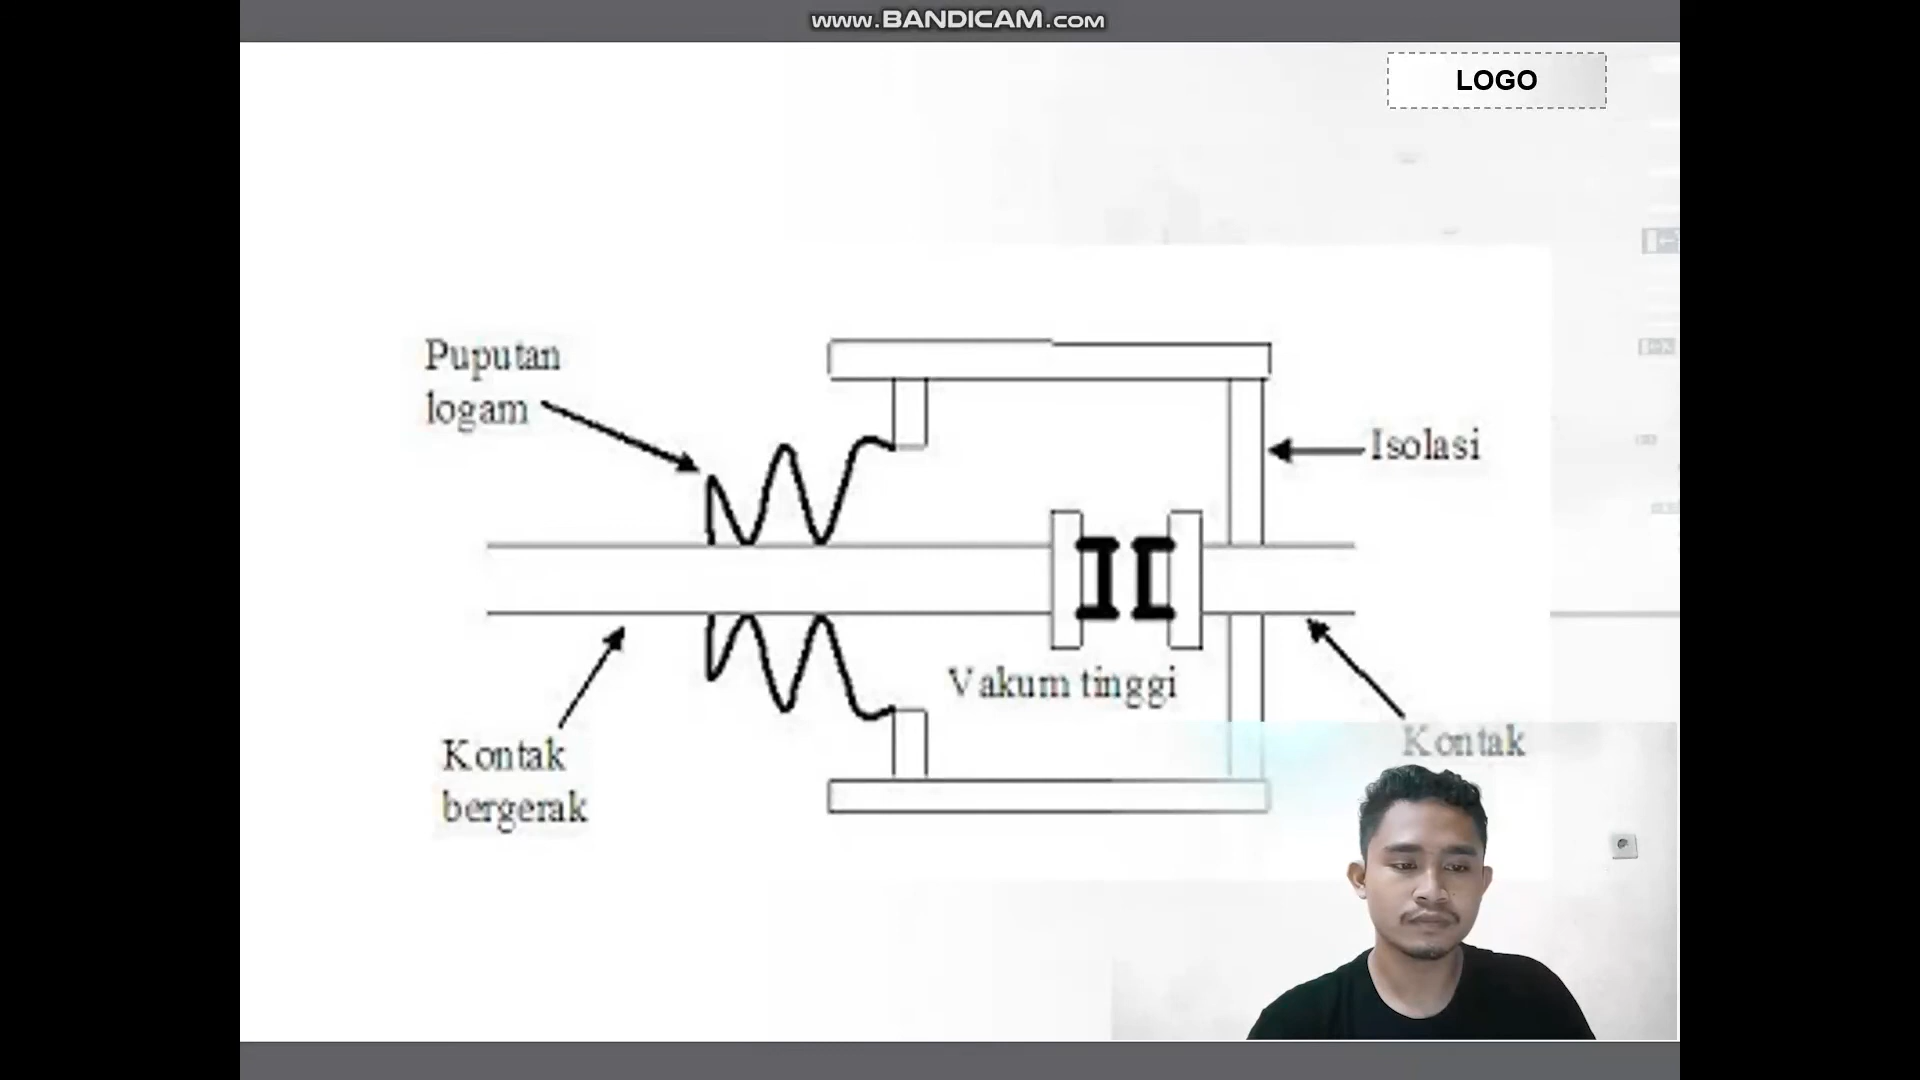 www.BANDICAM.com
LOGO
Puputan
logam
Isolasi
Vakum tinggi
Kontak
Kontak
bergerak